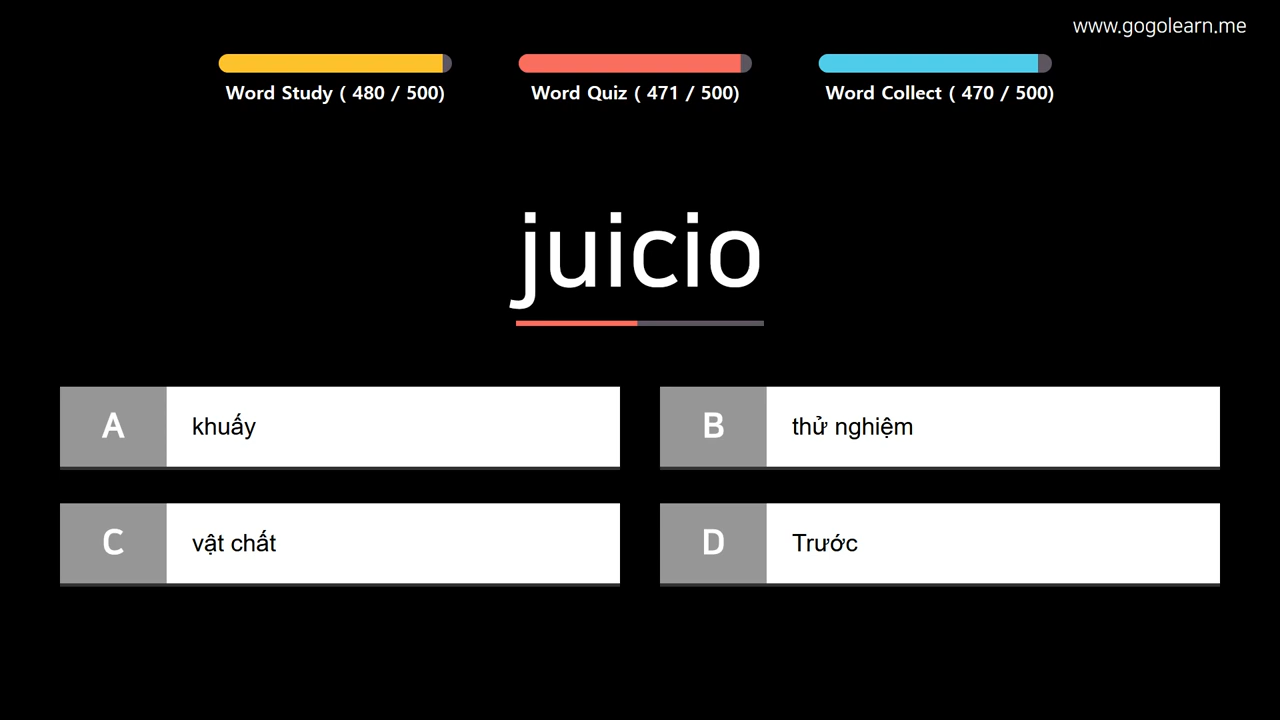 www.gogolearn.me
Word Study ( 480 / 500)
Word Quiz ( 471 / 500)
Word Collect ( 470 / 500)
juicio
A khuấy
B thử nghiệm
C vật chất
D Trước